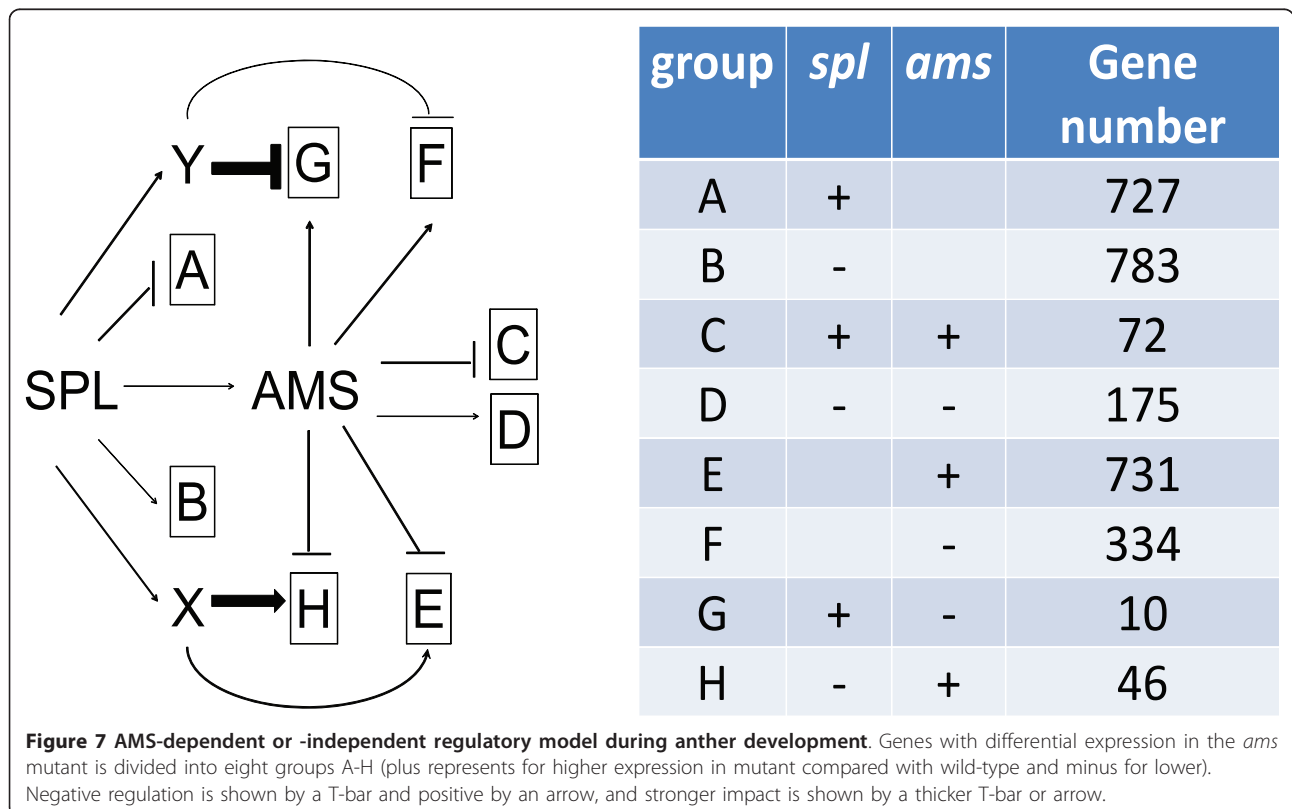 Y
G
F
A
C
SPL
AMS
D
B
X
H
E
group spl ams Gene number
A + 727
B - 783
C + + 72
D - - 175
E + 731
F - 334
G + - 10
H - + 46
Figure 7 AMS-dependent or -independent regulatory model during anther development. Genes with differential expression in the ams
mutant is divided into eight groups A-H (plus represents for higher expression in mutant compared with wild-type and minus for lower).
Negative regulation is shown by a T-bar and positive by an arrow, and stronger impact is shown by a thicker T-bar or arrow.